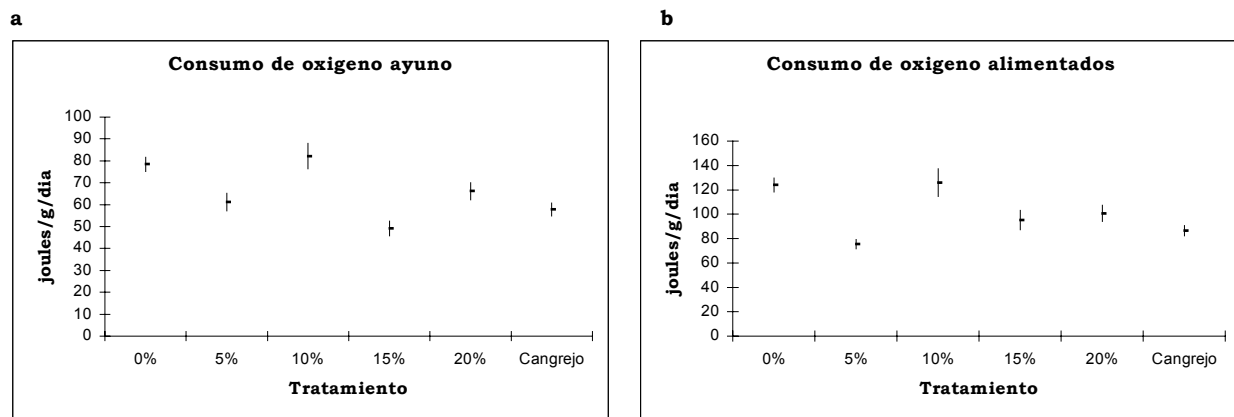 a
Consumo de oxigeno ayuno
joules/g/dia
100
90
80
70
60
50
40
30
20
10
0
0% 5% 10% 15% 20% Cangrejo
Tratamiento
b
Consumo de oxigeno alimentados
joules/g/dia
160
140
120
100
80
60
40
20
0
0% 5% 10% 15% 20% Cangrejo
Tratamiento